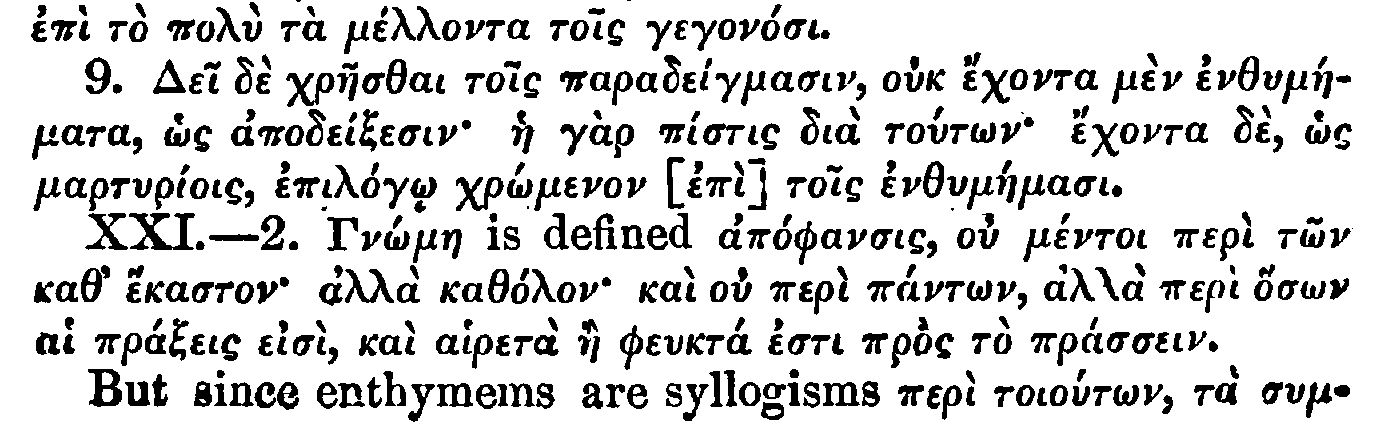 ἐπὶ τὸ πολὺ τὰ μέλλοντα τοῖς γεγονόσι.
9. Δεῖ δὲ χρῆσθαι τοῖς παραδείγμασιν, οὐκ ἔχοντα μὲν ἐνθυμή-
ματα, ὡς ἀποδείξεσιν· ἡ γὰρ πίστις διὰ τούτων· ἔχοντα δὲ, ὡς
μαρτυρίοις, ἐπιλόγῳ χρώμενον [ἐπὶ] τοῖς ἐνθυμήμασι.
XXI.—2. Γνώμη is defined ἀπόφανσις, οὐ μέντοι περὶ τῶν
καθ’ ἕκαστον· ἀλλὰ καθόλον· καὶ οὐ περὶ πάντων, ἀλλὰ περὶ ὅσων
αἱ πράξεις εἰσὶ, καὶ αἱρετὰ ἢ φευκτά ἐστι πρὸς τὸ πράσσειν.
But since enthymems are syllogisms περὶ τοιούτων, τὰ συμ-